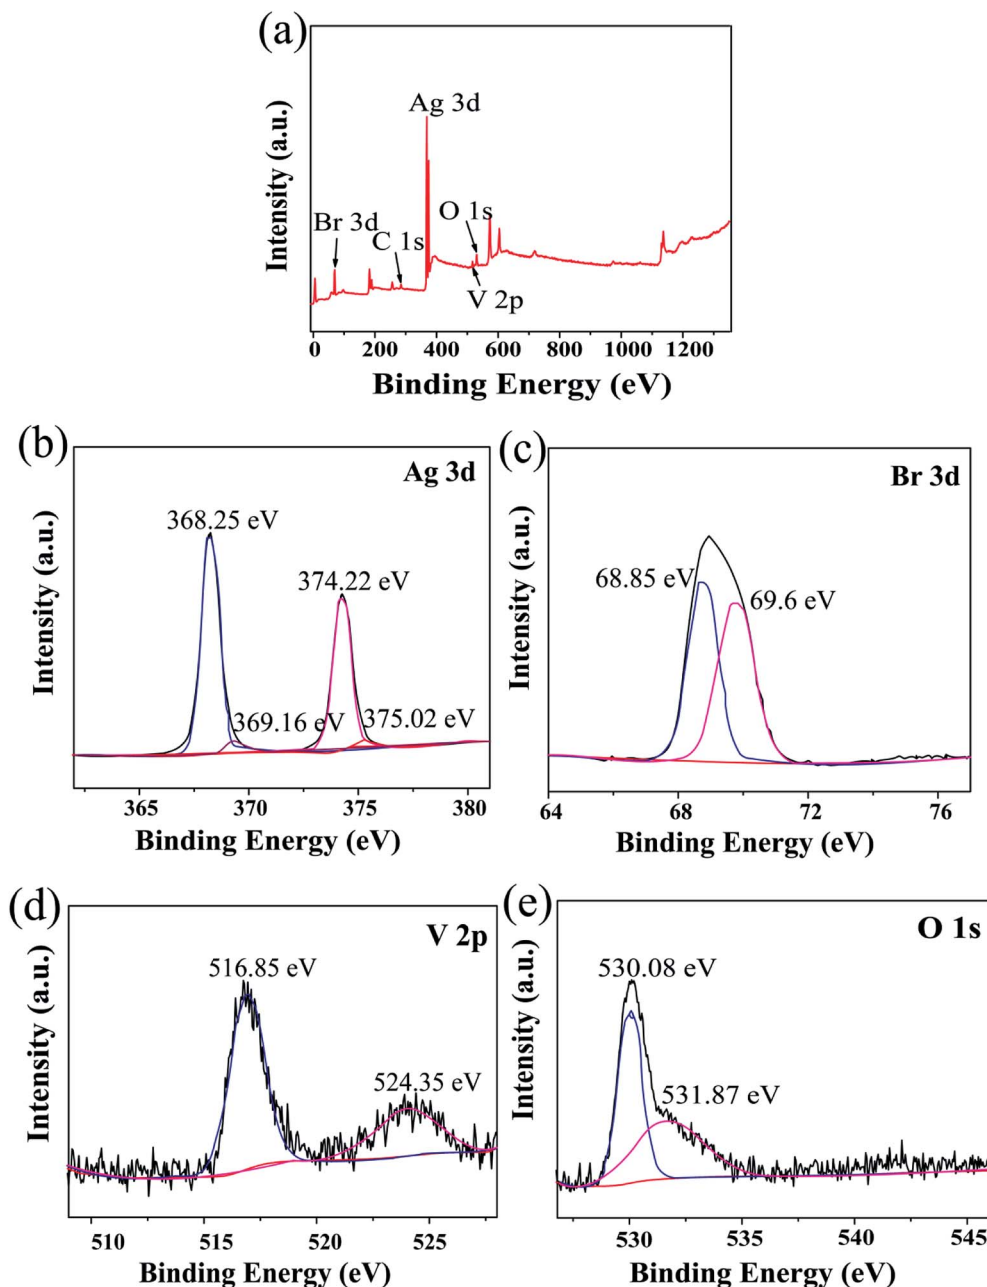 (a)
Ag 3d
O 1s
Br 3d
C 1s
V 2p
Intensity (a.u.)
0 200 400 600 800 1000 1200
Binding Energy (eV)
(b)
Ag 3d
368.25 eV
374.22 eV
369.16 eV
375.02 eV
Intensity (a.u.)
365 370 375 380
Binding Energy (eV)
(c)
Br 3d
68.85 eV
69.6 eV
Intensity (a.u.)
64 68 72 76
Binding Energy (eV)
(d)
V 2p
516.85 eV
524.35 eV
Intensity (a.u.)
510 515 520 525
Binding Energy (eV)
(e)
O 1s
530.08 eV
531.87 eV
Intensity (a.u.)
530 535 540 545
Binding Energy (eV)